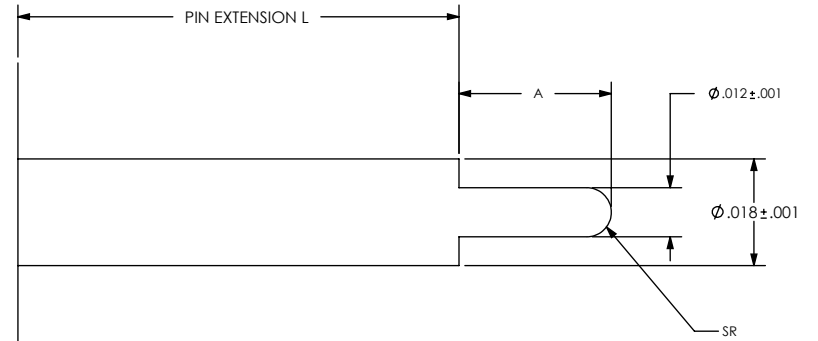 PIN EXTENSION L
A
Ø.012±.001
Ø.018±.001
SR